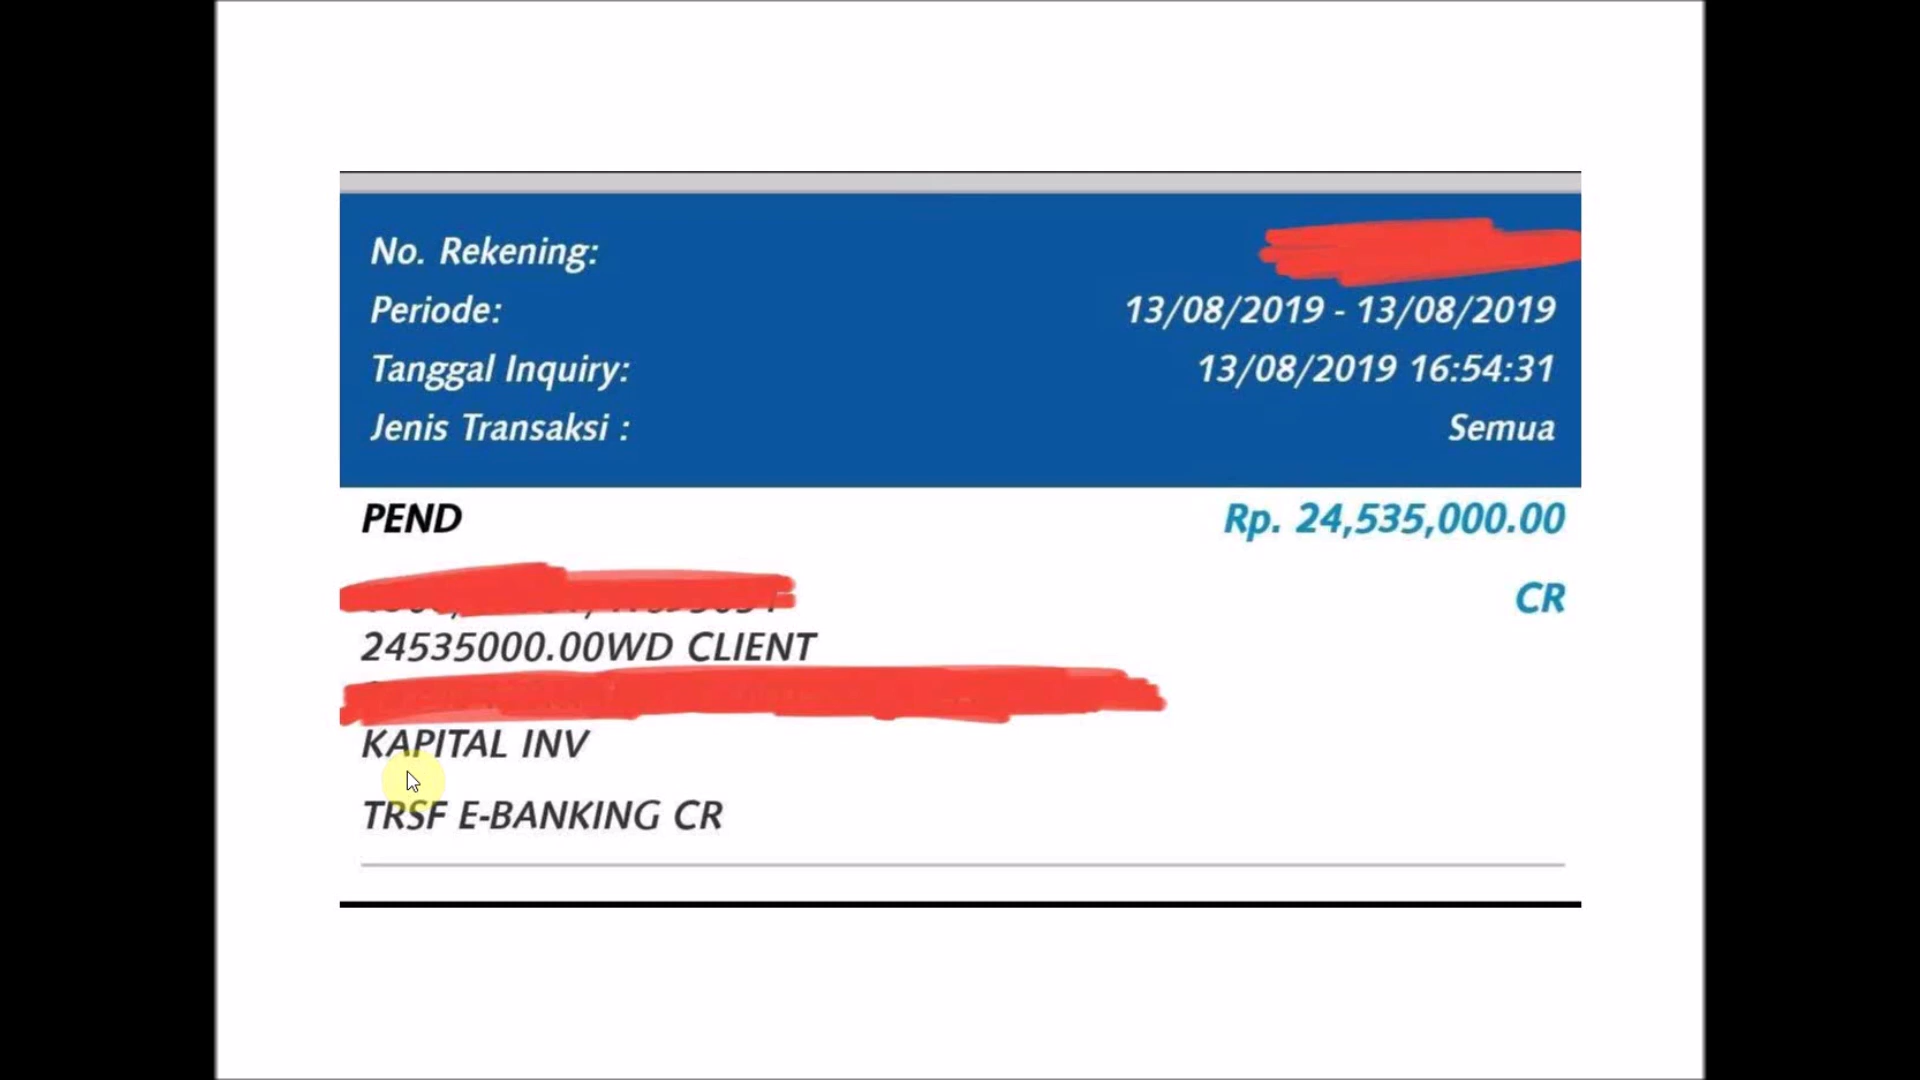 No. Rekening:
Periode: 13/08/2019 - 13/08/2019
Tanggal Inquiry: 13/08/2019 16:54:31
Jenis Transaksi : Semua
PEND Rp. 24,535,000.00
CR
24535000.00WD CLIENT
KAPITAL INV
TRSF E-BANKING CR